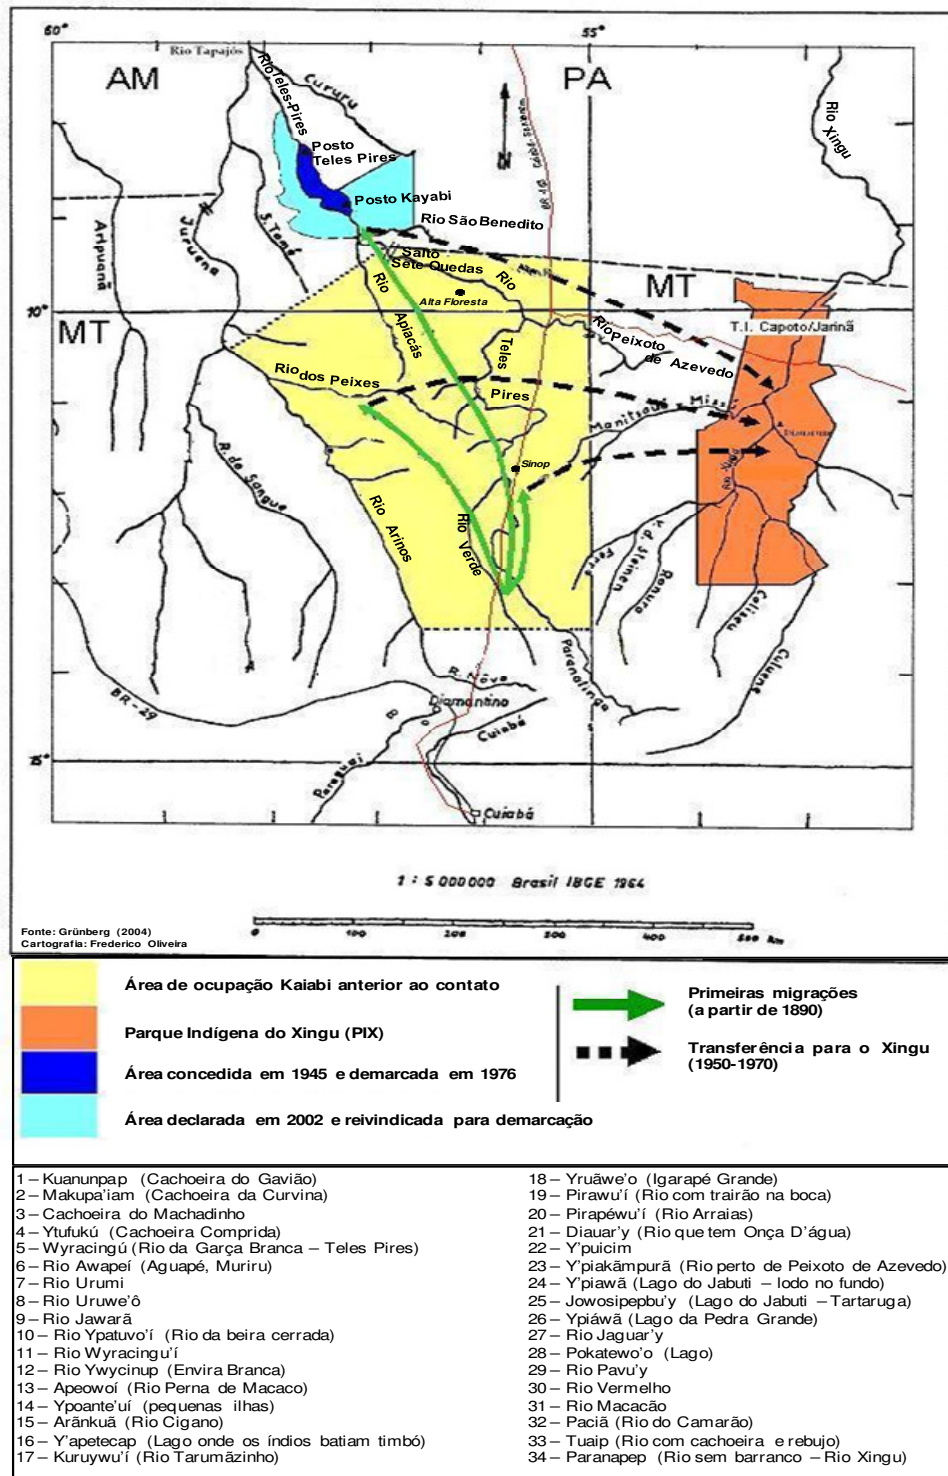 60°
55°
Rio Tapajós
AM
PA
Rio Teles-Pires
Cururu
Rio Xingu
Posto
Teles Pires
Posto Kayabi
Rio São Benedito
Aripuanã
Juruena
S. Tomé
Salto
Sete Quedas
Rio
Rio
MT
Alta Floresta
10°
MT
T.I. Capoto/Jarinã
Apiacás
Teles
Rio Peixoto
de Azevedo
Rio dos Peixes
Pires
Manitsauá - Missú
R. do Sangue
Sinop
Rio Arinos
Rio Verde
Ferro
v. d. Steinen
Ronuro
Coliseu
Culuene
R. Novo
Paranatinga
BR-29
Diamantino
Cuiabá
Paraguai
15°
Cuiabá
1 : 5 000 000 Brasil IBGE 1964
0 100 200 300 400 500 km
Fonte: Grünberg (2004)
Cartografia: Frederico Oliveira
Área de ocupação Kaiabi anterior ao contato
Parque Indígena do Xingu (PIX)
Área concedida em 1945 e demarcada em 1976
Área declarada em 2002 e reivindicada para demarcação
Primeiras migrações
(a partir de 1890)
Transferência para o Xingu
(1950-1970)
1 – Kuanunpap (Cachoeira do Gavião)
2 – Makupa'iam (Cachoeira da Curvina)
3 – Cachoeira do Machadinho
4 – Ytufukú (Cachoeira Comprida)
5 – Wyracingú (Rio da Garça Branca – Teles Pires)
6 – Rio Awapeí (Aguapé, Muriru)
7 – Rio Urumi
8 – Rio Uruwe'ô
9 – Rio Jawarã
10 – Rio Ypatuvo'í (Rio da beira cerrada)
11 – Rio Wyracingu'í
12 – Rio Ywycinup (Envira Branca)
13 – Apeowoí (Rio Perna de Macaco)
14 – Ypoante'uí (pequenas ilhas)
15 – Arãnkuã (Rio Cigano)
16 – Y'apetecap (Lago onde os índios batiam timbó)
17 – Kuruywu'í (Rio Tarumãzinho)
18 – Yruãwe'o (Igarapé Grande)
19 – Pirawu'í (Rio com trairão na boca)
20 – Pirapéwu'í (Rio Arraias)
21 – Diauar'y (Rio que tem Onça D'água)
22 – Y'puicim
23 – Y'piakãmpurã (Rio perto de Peixoto de Azevedo)
24 – Y'piawã (Lago do Jabuti – lodo no fundo)
25 – Jowosipepbu'y (Lago do Jabuti – Tartaruga)
26 – Ypiáwã (Lago da Pedra Grande)
27 – Rio Jaguar'y
28 – Pokatewo'o (Lago)
29 – Rio Pavu'y
30 – Rio Vermelho
31 – Rio Macacão
32 – Paciã (Rio do Camarão)
33 – Tuaip (Rio com cachoeira e rebujo)
34 – Paranapep (Rio sem barranco – Rio Xingu)